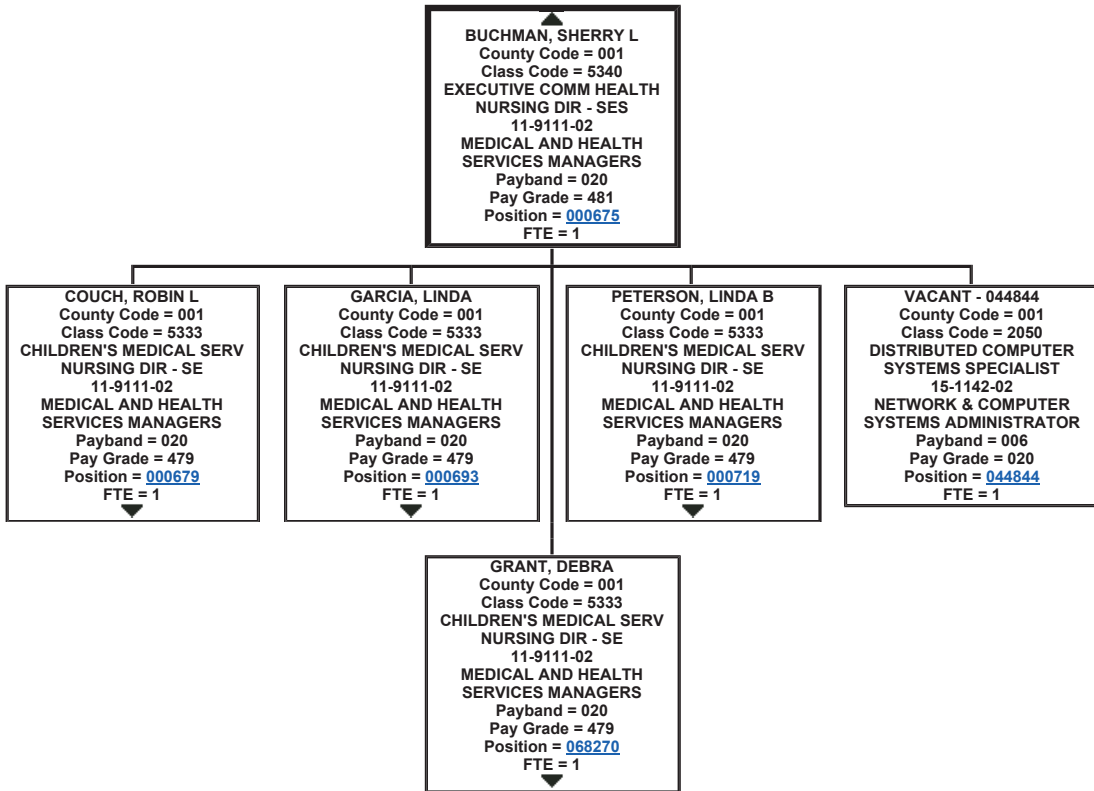 BUCHMAN, SHERRY L
County Code = 001
Class Code = 5340
EXECUTIVE COMM HEALTH
NURSING DIR - SES
11-9111-02
MEDICAL AND HEALTH
SERVICES MANAGERS
Payband = 020
Pay Grade = 481
Position = 000675
FTE = 1
COUCH, ROBIN L
County Code = 001
Class Code = 5333
CHILDREN'S MEDICAL SERV
NURSING DIR - SE
11-9111-02
MEDICAL AND HEALTH
SERVICES MANAGERS
Payband = 020
Pay Grade = 479
Position = 000679
FTE = 1
GARCIA, LINDA
County Code = 001
Class Code = 5333
CHILDREN'S MEDICAL SERV
NURSING DIR - SE
11-9111-02
MEDICAL AND HEALTH
SERVICES MANAGERS
Payband = 020
Pay Grade = 479
Position = 000693
FTE = 1
PETERSON, LINDA B
County Code = 001
Class Code = 5333
CHILDREN'S MEDICAL SERV
NURSING DIR - SE
11-9111-02
MEDICAL AND HEALTH
SERVICES MANAGERS
Payband = 020
Pay Grade = 479
Position = 000719
FTE = 1
VACANT - 044844
County Code = 001
Class Code = 2050
DISTRIBUTED COMPUTER
SYSTEMS SPECIALIST
15-1142-02
NETWORK & COMPUTER
SYSTEMS ADMINISTRATOR
Payband = 006
Pay Grade = 020
Position = 044844
FTE = 1
GRANT, DEBRA
County Code = 001
Class Code = 5333
CHILDREN'S MEDICAL SERV
NURSING DIR - SE
11-9111-02
MEDICAL AND HEALTH
SERVICES MANAGERS
Payband = 020
Pay Grade = 479
Position = 068270
FTE = 1